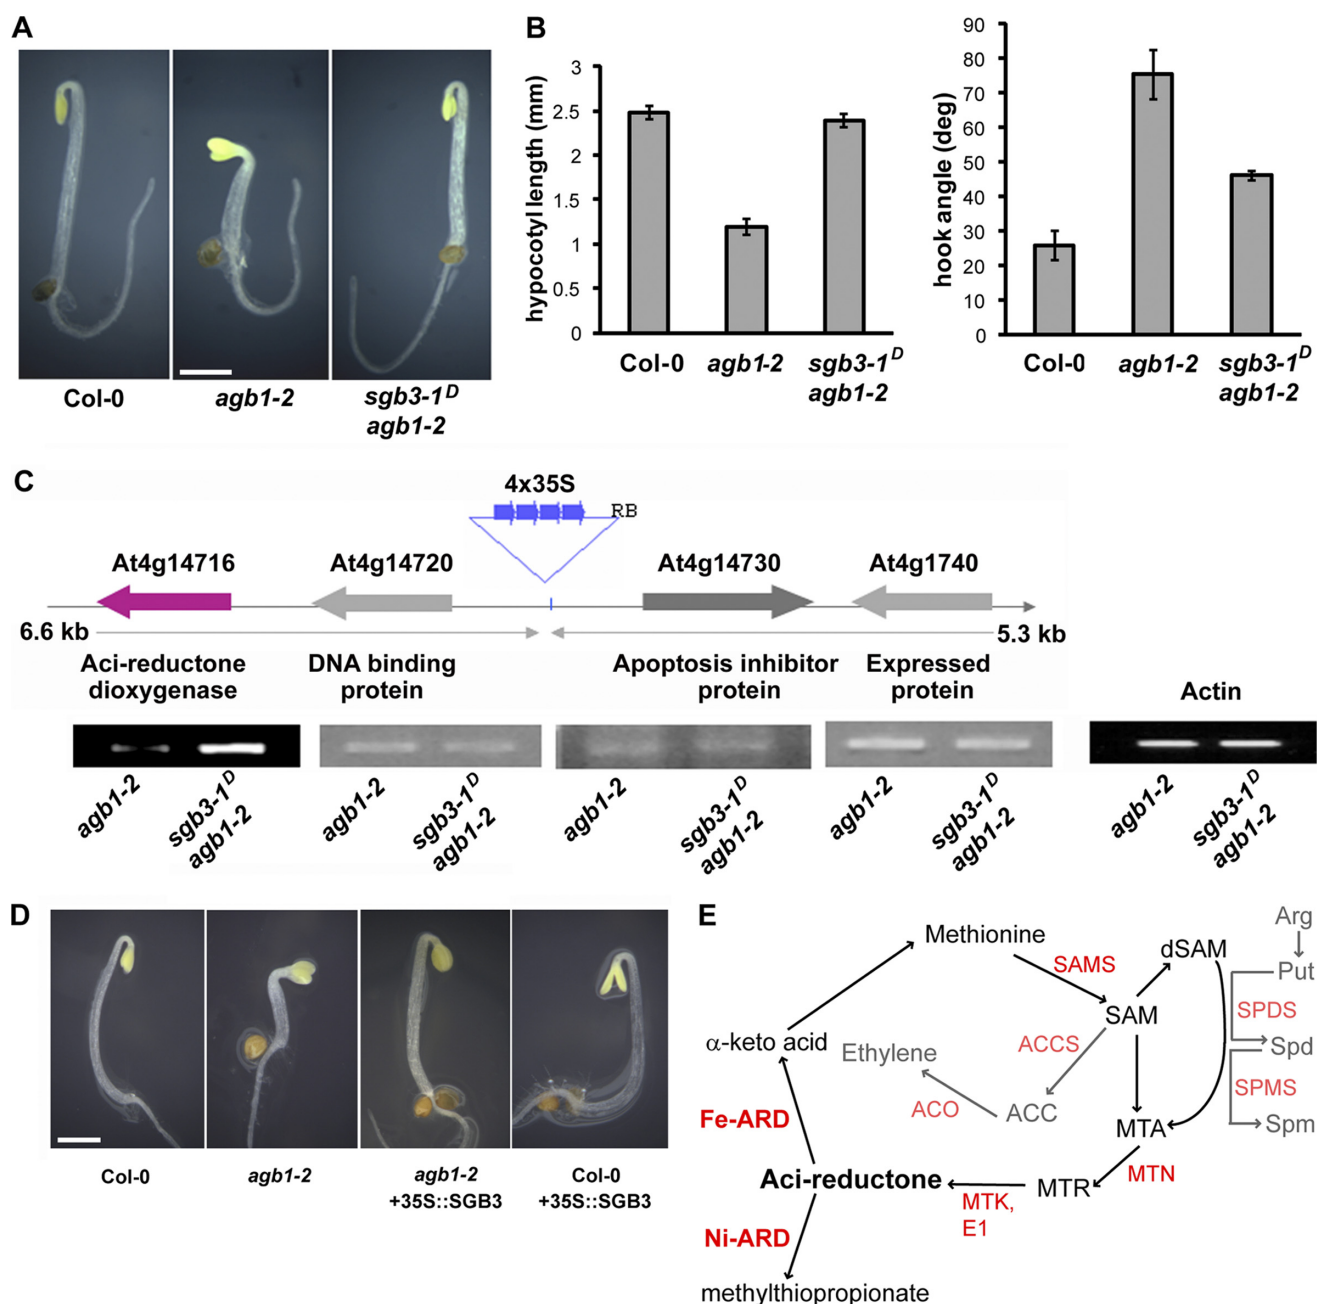 A
Col-0
agb1-2
sgb3-1D
agb1-2
B
hypocotyl length (mm)
3
2.5
2
1.5
1
0.5
0
Col-0
agb1-2
sgb3-1D
agb1-2
hook angle (deg)
90
80
70
60
50
40
30
20
10
0
Col-0
agb1-2
sgb3-1D
agb1-2
C
4x35S
RB
At4g14716
At4g14720
At4g14730
At4g1740
6.6 kb
5.3 kb
Aci-reductone
dioxygenase
DNA binding
protein
Apoptosis inhibitor
protein
Expressed
protein
Actin
agb1-2
sgb3-1D
agb1-2
agb1-2
sgb3-1D
agb1-2
agb1-2
sgb3-1D
agb1-2
agb1-2
sgb3-1D
agb1-2
agb1-2
sgb3-1D
agb1-2
D
Col-0
agb1-2
agb1-2
+35S::SGB3
Col-0
+35S::SGB3
E
Methionine
SAMS
dSAM
Arg
Put
SPDS
SAM
α-keto acid
Ethylene
ACCS
Spd
SPMS
ACO
ACC
Fe-ARD
MTA
Spm
Aci-reductone
MTR
MTN
MTK,
E1
Ni-ARD
methylthiopropionate